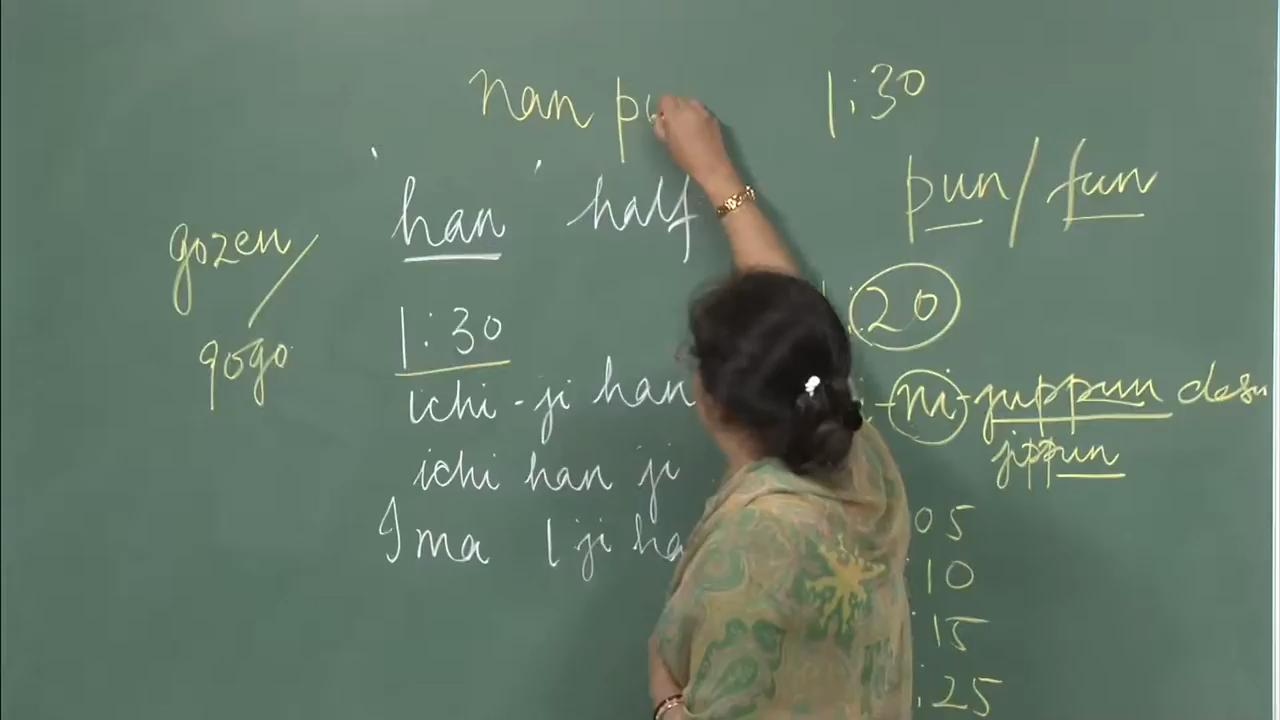 nan pu
1:30
pun/fun
han half
gozen/
gogo
1:30
ichi-ji han
ichi han ji
Ima 1 ji ha
:20
-ni-juppun desu
jippun
05
:10
:15
:25